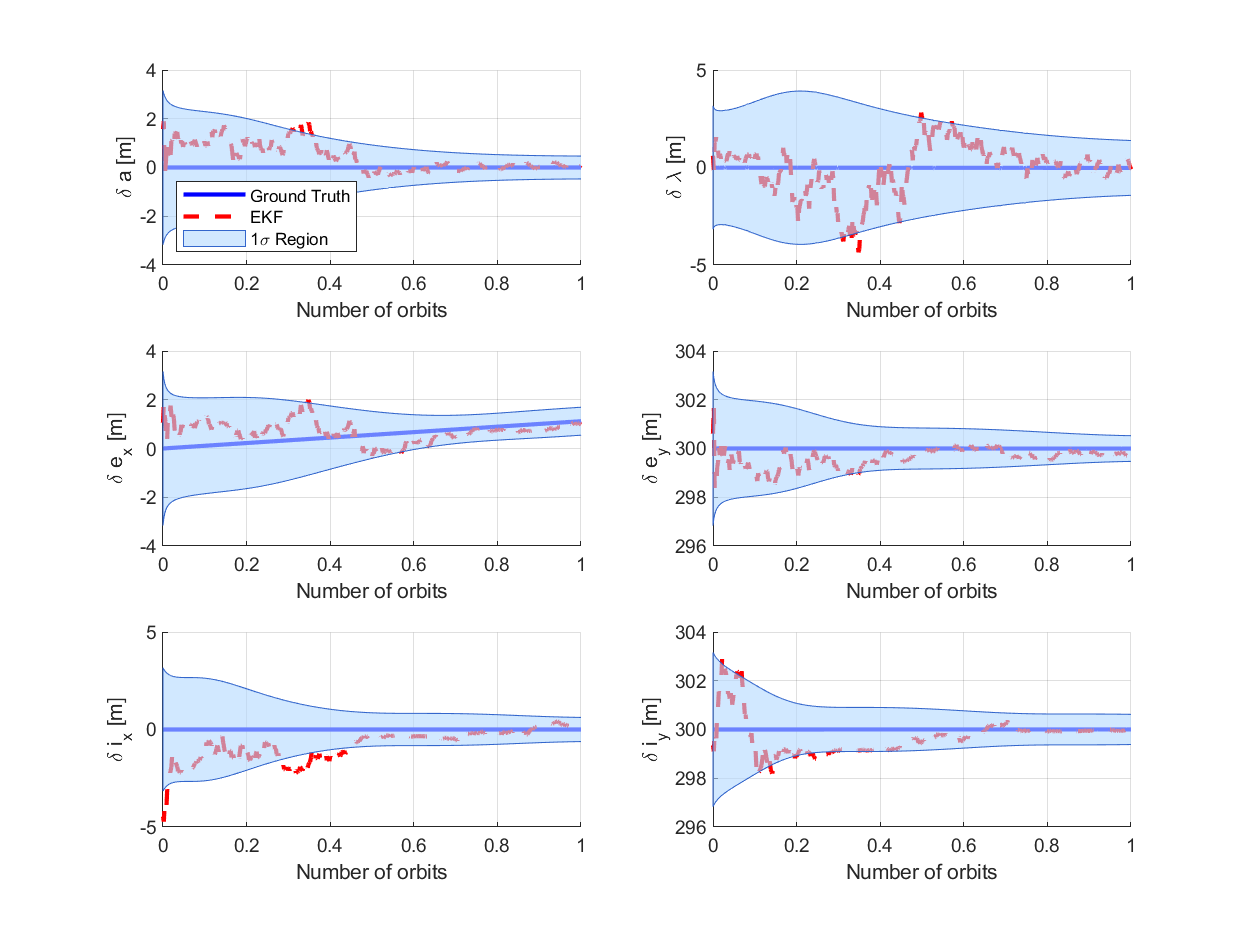 4
2
0
-2
-4
δ a [m]
Ground Truth
EKF
1σ Region
0 0.2 0.4 0.6 0.8 1
Number of orbits
5
0
-5
δ λ [m]
0 0.2 0.4 0.6 0.8 1
Number of orbits
4
2
0
-2
-4
δ e_x [m]
0 0.2 0.4 0.6 0.8 1
Number of orbits
304
302
300
298
296
δ e_y [m]
0 0.2 0.4 0.6 0.8 1
Number of orbits
5
0
-5
δ i_x [m]
0 0.2 0.4 0.6 0.8 1
Number of orbits
304
302
300
298
296
δ i_y [m]
0 0.2 0.4 0.6 0.8 1
Number of orbits